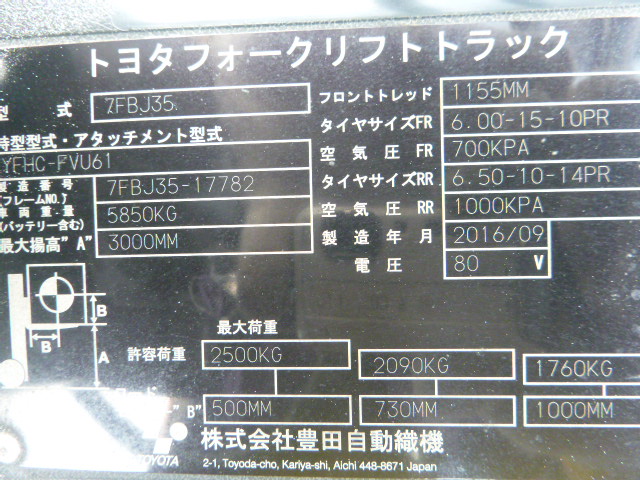 トヨタフォークリフトトラック
型 式 7FBJ35
特型型式・アタッチメント型式
YFHC-FVU61
製造番号 7FBJ35-17782
(フレームNO.)
車両重量 5850KG
(バッテリー含む)
最大揚高"A" 3000MM
フロントトレッド 1155MM
タイヤサイズFR 6.00-15-10PR
空気圧FR 700KPA
タイヤサイズRR 6.50-10-14PR
空気圧RR 1000KPA
製造年月 2016/09
電圧 80 V
B
B
A
最大荷重
許容荷重 2500KG 2090KG 1760KG
"B" 500MM 730MM 1000MM
株式会社豊田自動織機
TOYOTA 2-1, Toyoda-cho, Kariya-shi, Aichi 448-8671 Japan